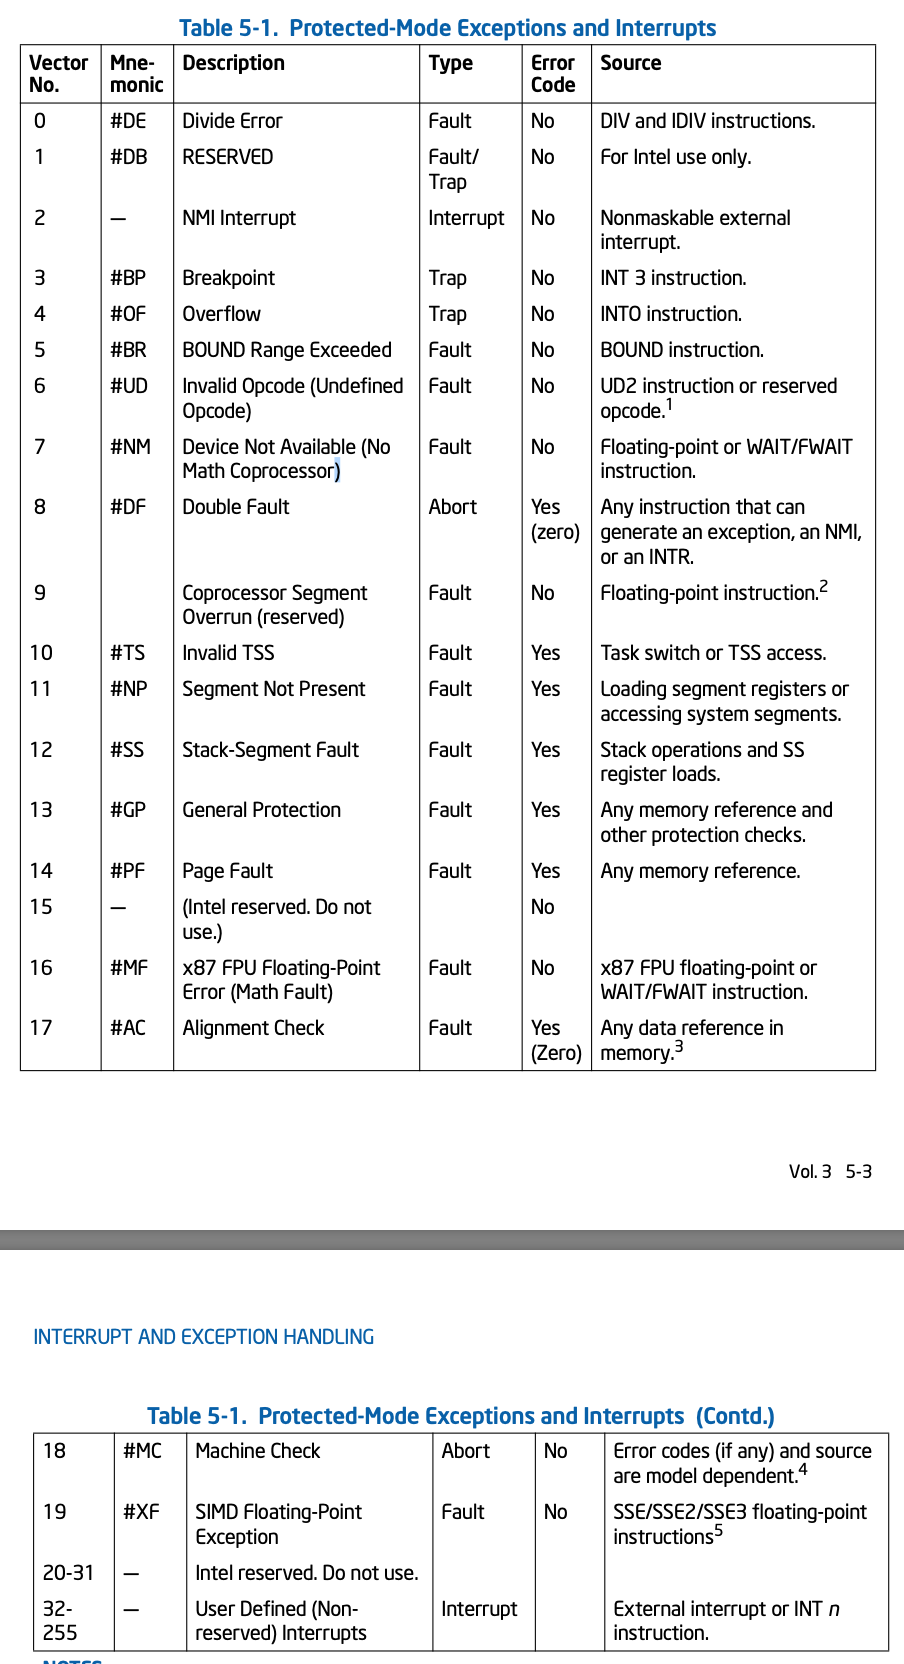 Table 5-1. Protected-Mode Exceptions and Interrupts
Vector No. Mne-monic Description Type Error Code Source
0 #DE Divide Error Fault No DIV and IDIV instructions.
1 #DB RESERVED Fault/ No For Intel use only.
Trap
2 — NMI Interrupt Interrupt No Nonmaskable external
interrupt.
3 #BP Breakpoint Trap No INT 3 instruction.
4 #OF Overflow Trap No INTO instruction.
5 #BR BOUND Range Exceeded Fault No BOUND instruction.
6 #UD Invalid Opcode (Undefined Fault No UD2 instruction or reserved
Opcode) opcode.1
7 #NM Device Not Available (No Fault No Floating-point or WAIT/FWAIT
Math Coprocessor) instruction.
8 #DF Double Fault Abort Yes Any instruction that can
(zero) generate an exception, an NMI,
or an INTR.
9 Coprocessor Segment Fault No Floating-point instruction.2
Overrun (reserved)
10 #TS Invalid TSS Fault Yes Task switch or TSS access.
11 #NP Segment Not Present Fault Yes Loading segment registers or
accessing system segments.
12 #SS Stack-Segment Fault Fault Yes Stack operations and SS
register loads.
13 #GP General Protection Fault Yes Any memory reference and
other protection checks.
14 #PF Page Fault Fault Yes Any memory reference.
15 — (Intel reserved. Do not No
use.)
16 #MF x87 FPU Floating-Point Fault No x87 FPU floating-point or
Error (Math Fault) WAIT/FWAIT instruction.
17 #AC Alignment Check Fault Yes Any data reference in
(Zero) memory.3
Vol. 3 5-3
INTERRUPT AND EXCEPTION HANDLING
Table 5-1. Protected-Mode Exceptions and Interrupts (Contd.)
18 #MC Machine Check Abort No Error codes (if any) and source
are model dependent.4
19 #XF SIMD Floating-Point Fault No SSE/SSE2/SSE3 floating-point
Exception instructions5
20-31 — Intel reserved. Do not use.
32- — User Defined (Non- Interrupt External interrupt or INT n
255 reserved) Interrupts instruction.